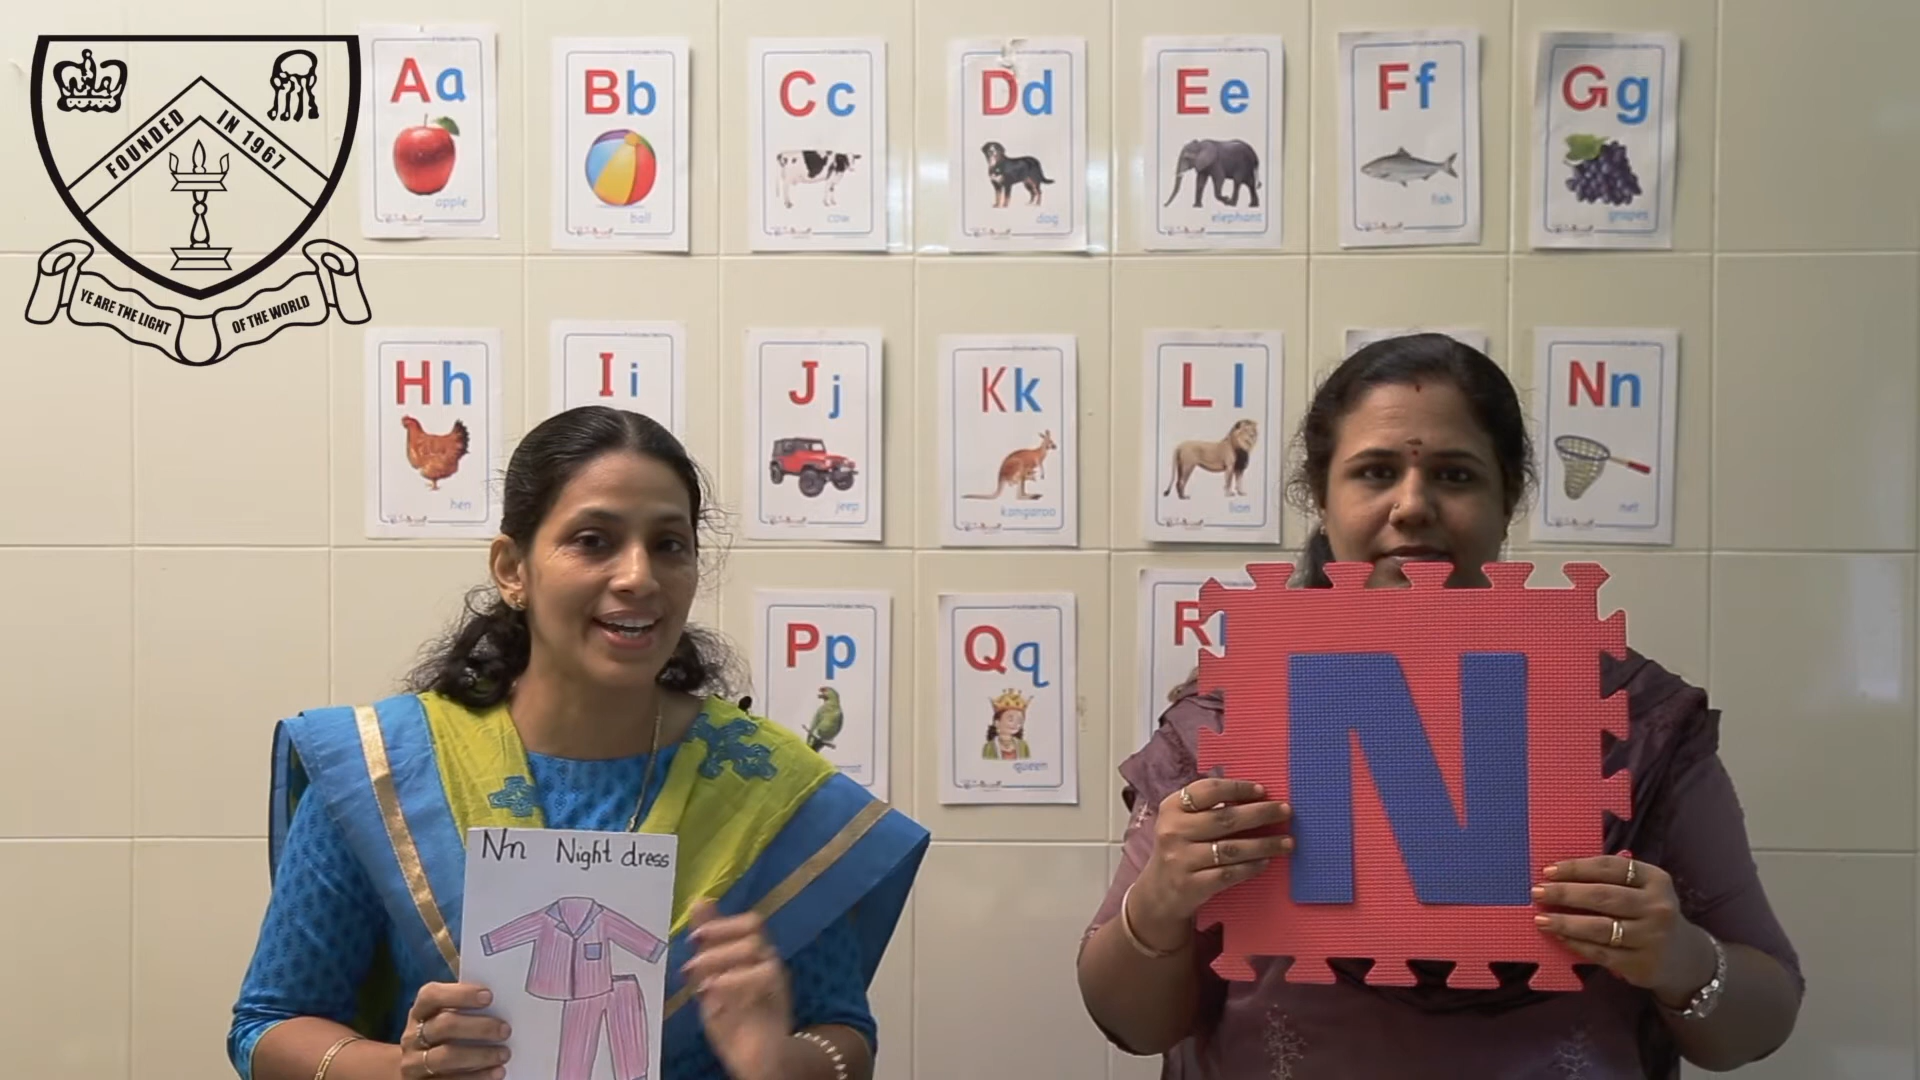 FOUNDED IN 1967
YE ARE THE LIGHT OF THE WORLD
Aa
apple
Bb
ball
Cc
cow
Dd
dog
Ee
elephant
Ff
fish
Gg
grapes
Hh
hen
Ii
Jj
jeep
Kk
kangaroo
Ll
lion
Nn
net
Pp
Qq
queen
R
Nn Night dress
N